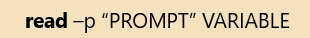 read –p “PROMPT” VARIABLE